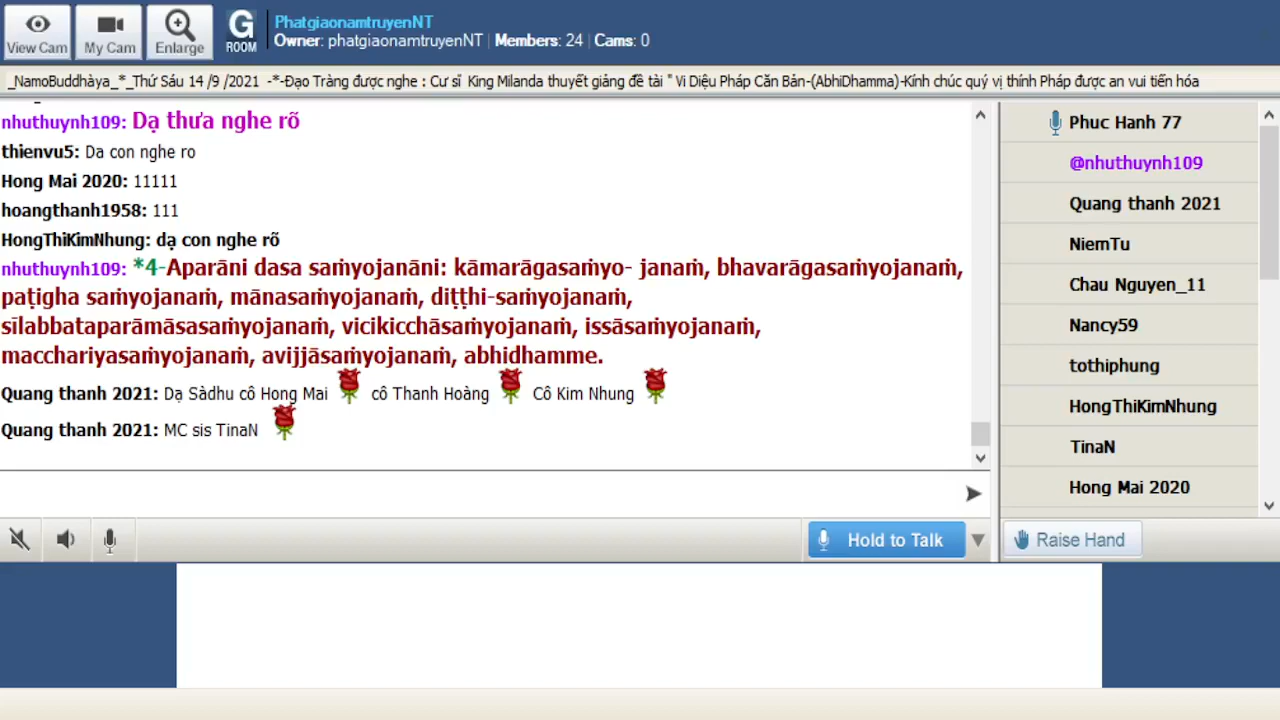 View Cam
My Cam
Enlarge
G
ROOM
PhatgiaonamtruyenNT
Owner: phatgiaonamtruyenNT | Members: 24 | Cams: 0
_NamoBuddhàya_*_Thứ Sáu 14 /9 /2021 -*-Đạo Tràng được nghe : Cư sĩ King Milanda thuyết giảng đề tài " Vi Diệu Pháp Căn Bản-(AbhiDhamma)-Kính chúc quý vị thính Pháp được an vui tiến hóa
nhuthuynh109: Dạ thưa nghe rõ
thienvu5: Da con nghe ro
Hong Mai 2020: 11111
hoangthanh1958: 111
HongThiKimNhung: dạ con nghe rõ
nhuthuynh109: *4-Aparāni dasa saṁyojanāni: kāmarāgasaṁyo- janaṁ, bhavarāgasaṁyojanaṁ,
paṭigha saṁyojanaṁ, mānasaṁyojanaṁ, diṭṭhi-saṁyojanaṁ,
sīlabbataparāmāsasaṁyojanaṁ, vicikicchāsaṁyojanaṁ, issāsaṁyojanaṁ,
macchariyasaṁyojanaṁ, avijjāsaṁyojanaṁ, abhidhamme.
Quang thanh 2021: Dạ Sàdhu cô Hong Mai cô Thanh Hoàng Cô Kim Nhung
Quang thanh 2021: MC sis TinaN
Hold to Talk
Phuc Hanh 77
@nhuthuynh109
Quang thanh 2021
NiemTu
Chau Nguyen_11
Nancy59
tothiphung
HongThiKimNhung
TinaN
Hong Mai 2020
Raise Hand